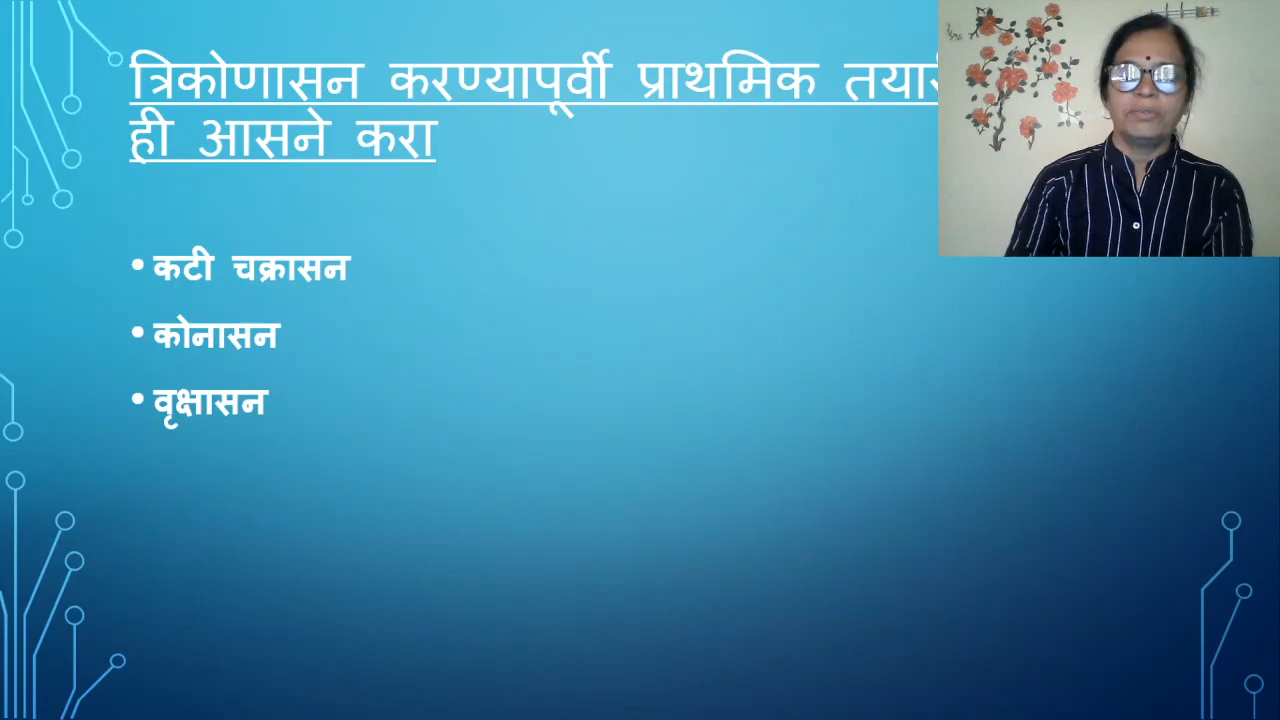 त्रिकोणासन करण्यापूर्वी प्राथमिक
ही आसने करा
• कटी चक्रासन
• कोनासन
• वृक्षासन